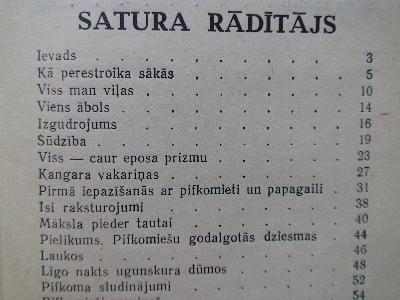 SATURA RĀDĪTĀJS
Ievads . . . . . . . . . 3
Kā perestroika sākās . . . . . . 5
Viss man viļas . . . . . . . 10
Viens ābols . . . . . . . . 14
Izgudrojums . . . . . . . 16
Sūdzība . . . . . . . . 19
Viss — caur eposa prizmu . . . . . 23
Kangara vakariņas . . . . . . 27
Pirmā iepazīšanās ar pifkomieti un papagaili . 31
Isi raksturojumi . . . . . . . 38
Māksla pieder tautai . . . . . . 40
Pielikums. Pifkomiešu godalgotās dziesmas . 44
Laukos . . . . . . . . 46
Līgo nakts ugunskura dūmos . . . . 48
Pifkoma sludinājumi . . . . . . 52
54